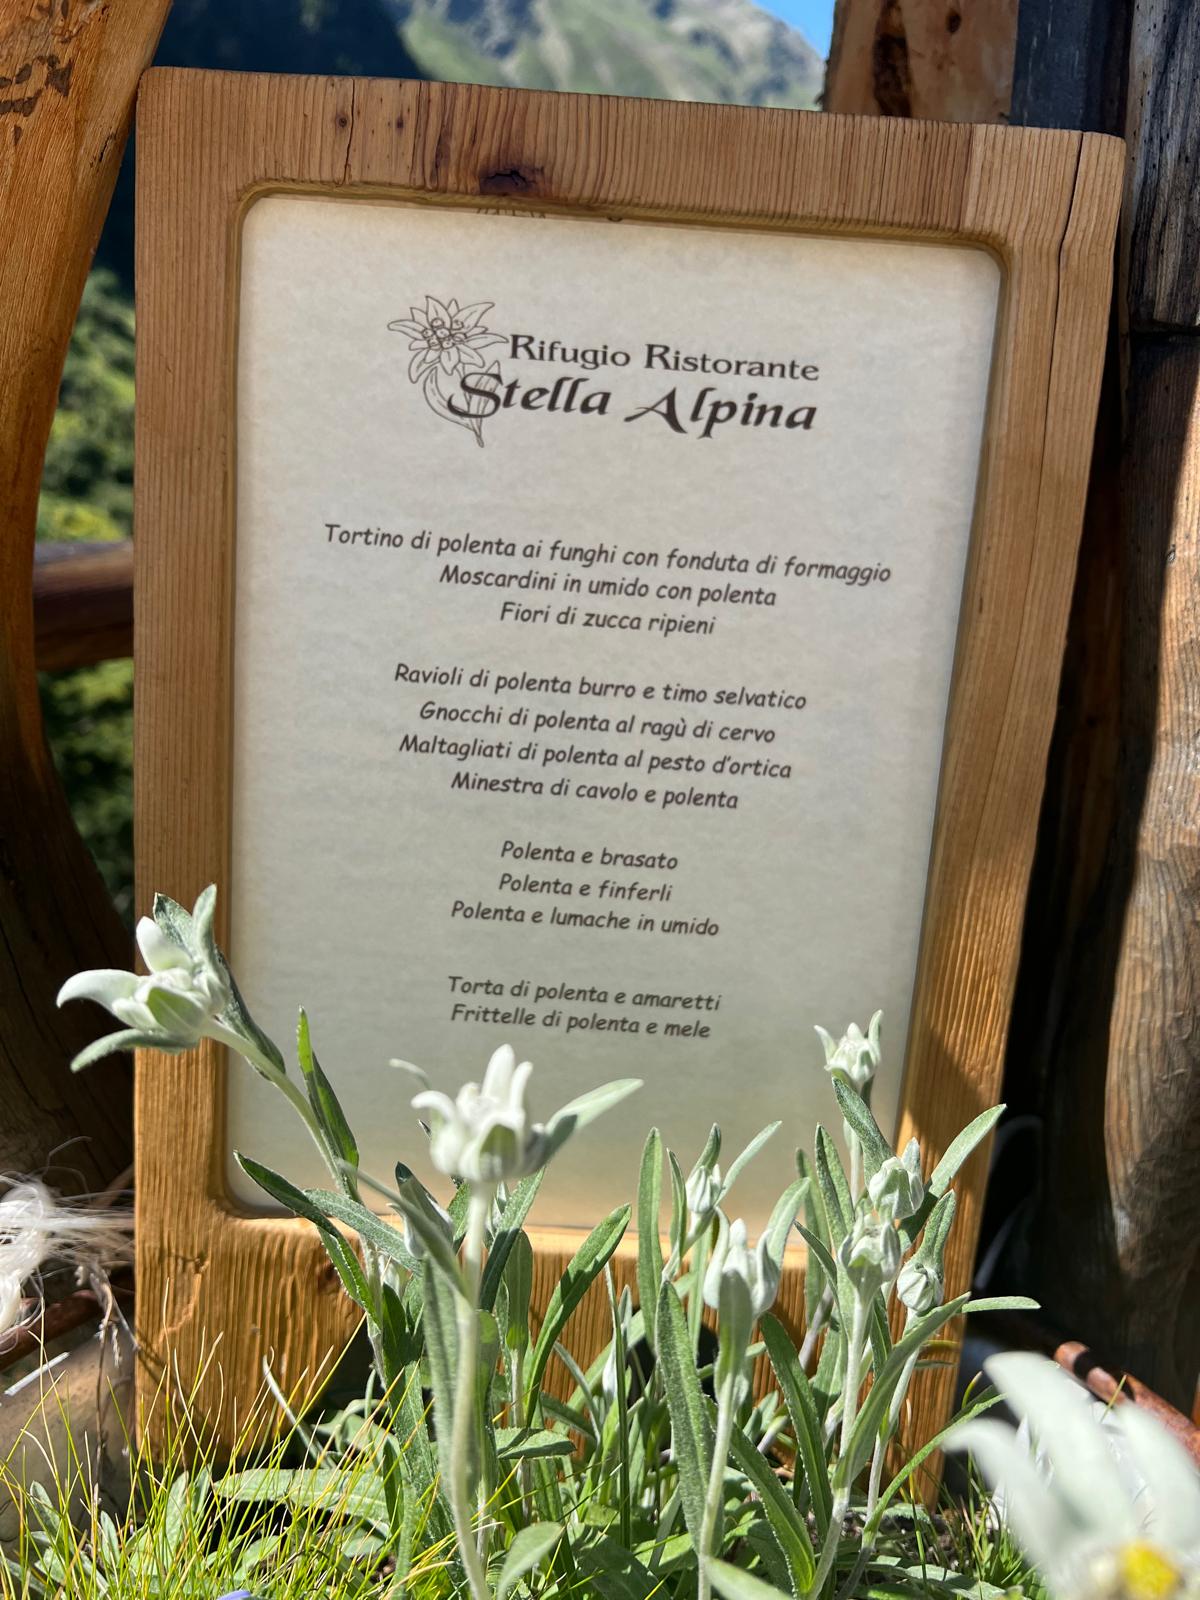 Rifugio Ristorante
Stella Alpina
Tortino di polenta ai funghi con fonduta di formaggio
Moscardini in umido con polenta
Fiori di zucca ripieni
Ravioli di polenta burro e timo selvatico
Gnocchi di polenta al ragù di cervo
Maltagliati di polenta al pesto d'ortica
Minestra di cavolo e polenta
Polenta e brasato
Polenta e finferli
Polenta e lumache in umido
Torta di polenta e amaretti
Frittelle di polenta e mele